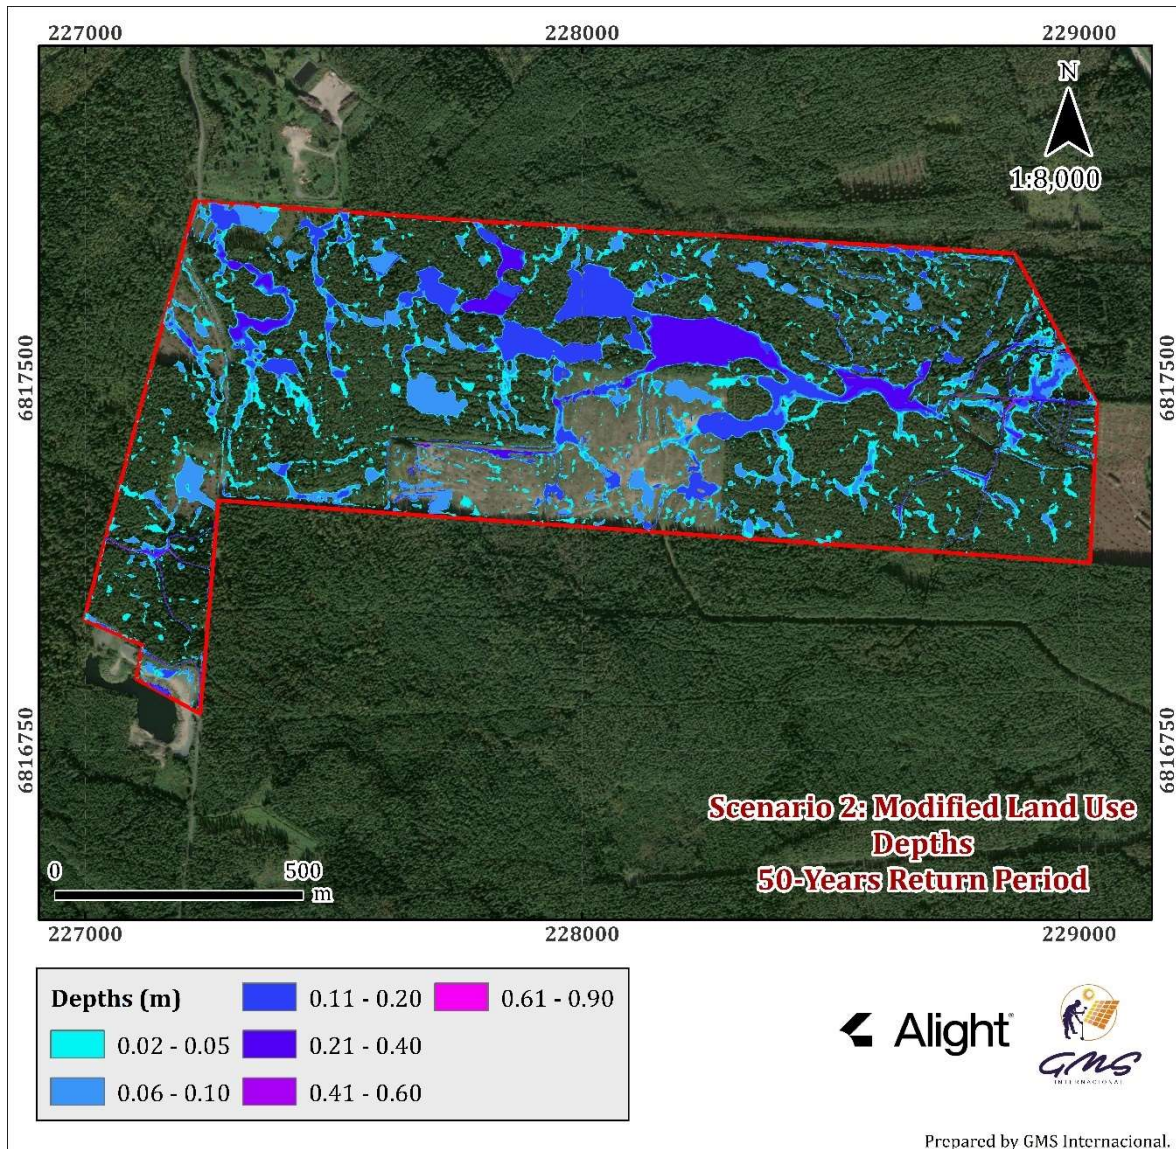 227000 228000 229000
N
1:8,000
6817500 6817500
6816750 6816750
Scenario 2: Modified Land Use
Depths
50-Years Return Period
0 500
m
227000 228000 229000
Depths (m)
0.02 - 0.05
0.06 - 0.10
0.11 - 0.20
0.21 - 0.40
0.41 - 0.60
0.61 - 0.90
Alight®
GMS
INTERNACIONAL
Prepared by GMS Internacional.